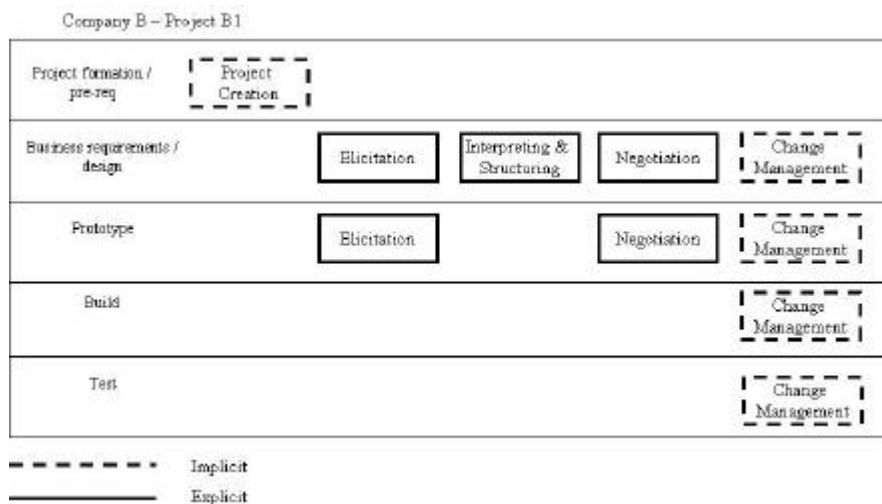 Company B – Project B1
Project formation /
pre-req
Project
Creation
Business requirements /
design
Elicitation
Interpreting &
Structuring
Negotiation
Change
Management
Prototype
Elicitation
Negotiation
Change
Management
Build
Change
Management
Test
Change
Management
Implicit
Explicit